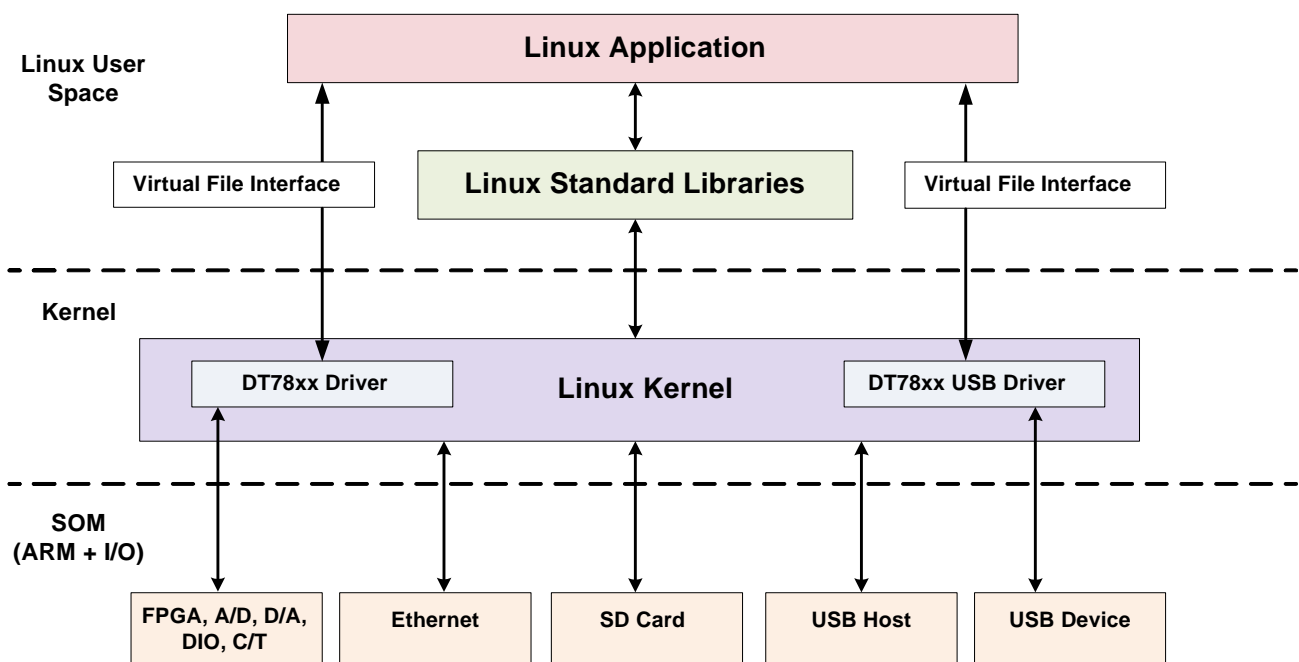 Linux Application
Linux User
Space
Virtual File Interface
Linux Standard Libraries
Virtual File Interface
Kernel
DT78xx Driver
Linux Kernel
DT78xx USB Driver
SOM
(ARM + I/O)
FPGA, A/D, D/A,
DIO, C/T
Ethernet
SD Card
USB Host
USB Device